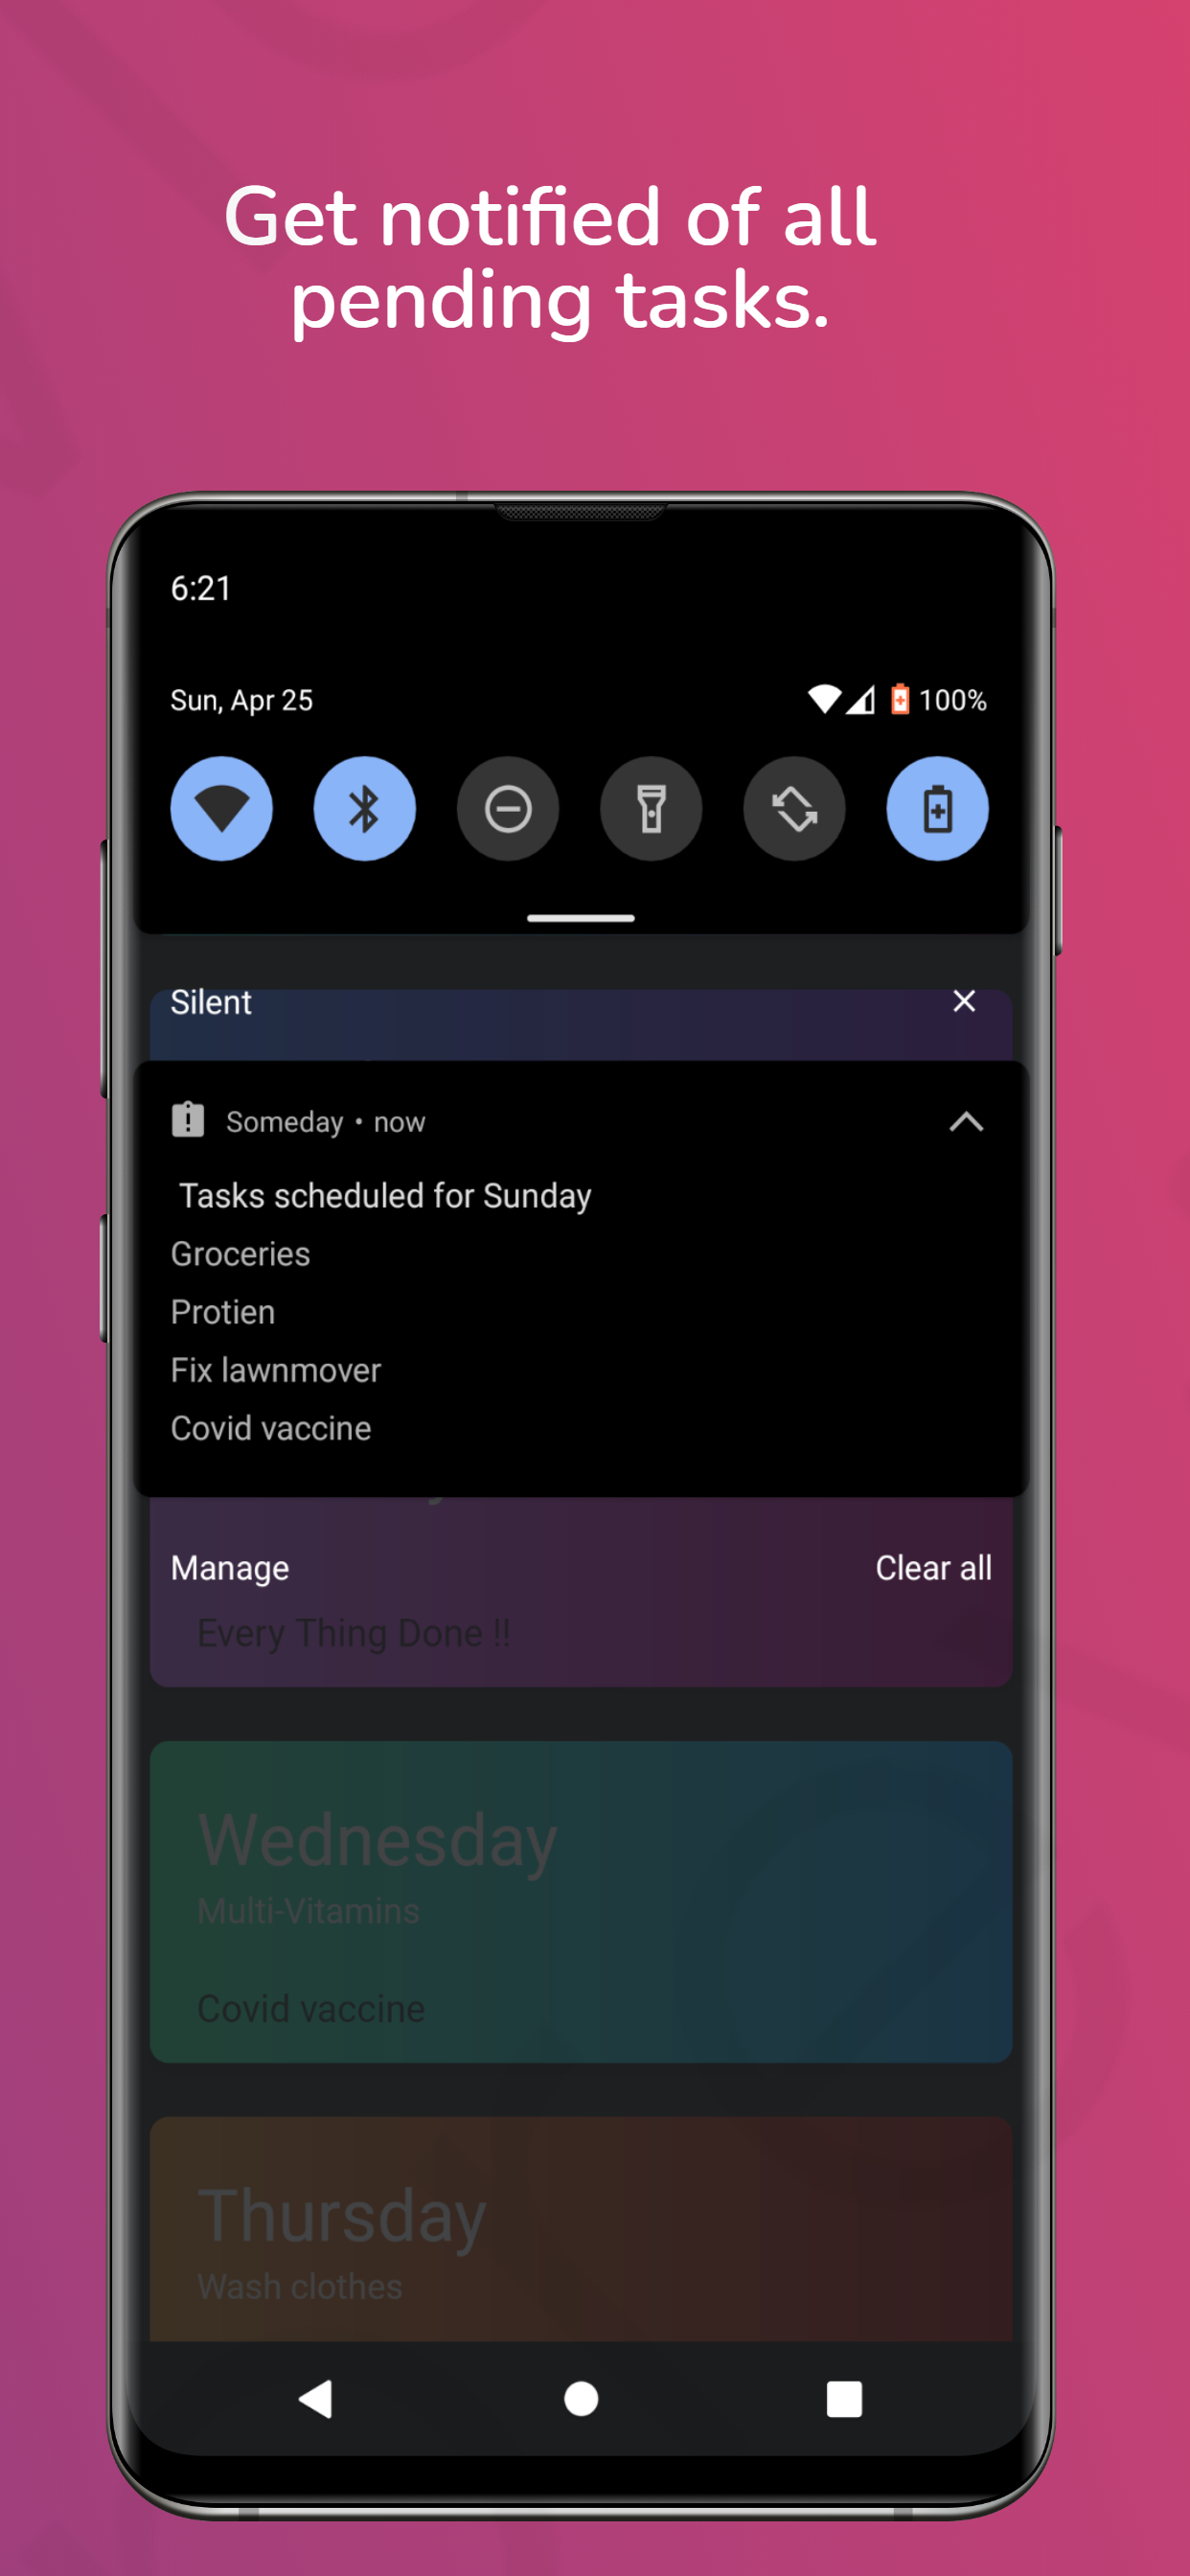 Get notified of all
pending tasks.
6:21
Sun, Apr 25
100%
Silent
Someday • now
Tasks scheduled for Sunday
Groceries
Protien
Fix lawnmover
Covid vaccine
Manage
Clear all
Every Thing Done !!
Wednesday
Multi-Vitamins
Covid vaccine
Thursday
Wash clothes